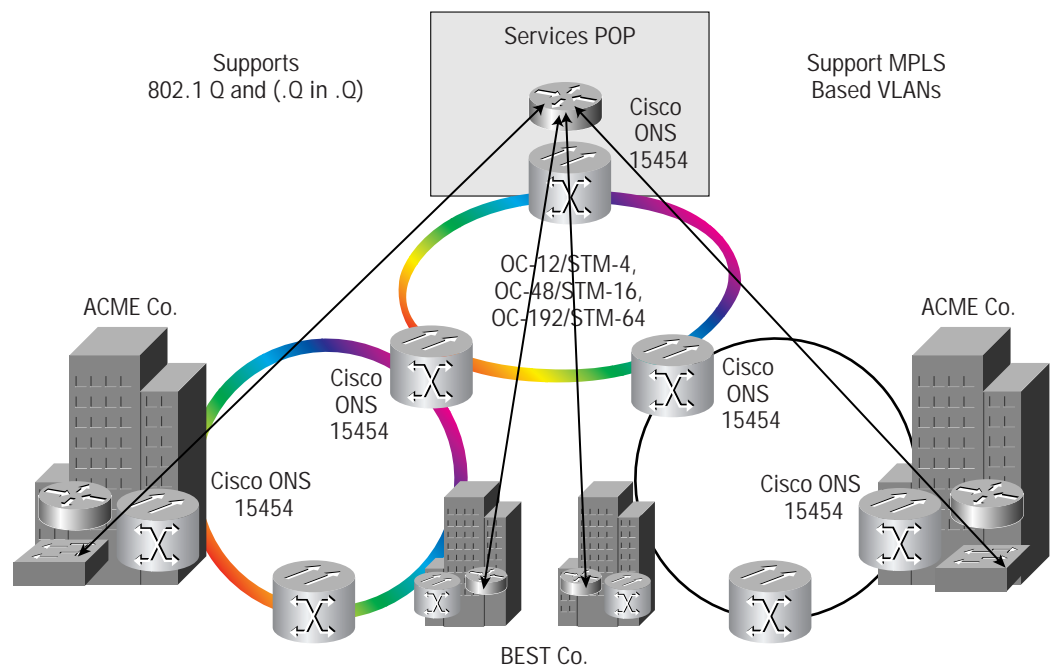 Services POP
Supports
802.1 Q and (.Q in .Q)
Support MPLS
Based VLANs
Cisco
ONS
15454
OC-12/STM-4,
OC-48/STM-16,
OC-192/STM-64
ACME Co.
ACME Co.
Cisco
ONS
15454
Cisco
ONS
15454
Cisco ONS
15454
Cisco ONS
15454
BEST Co.